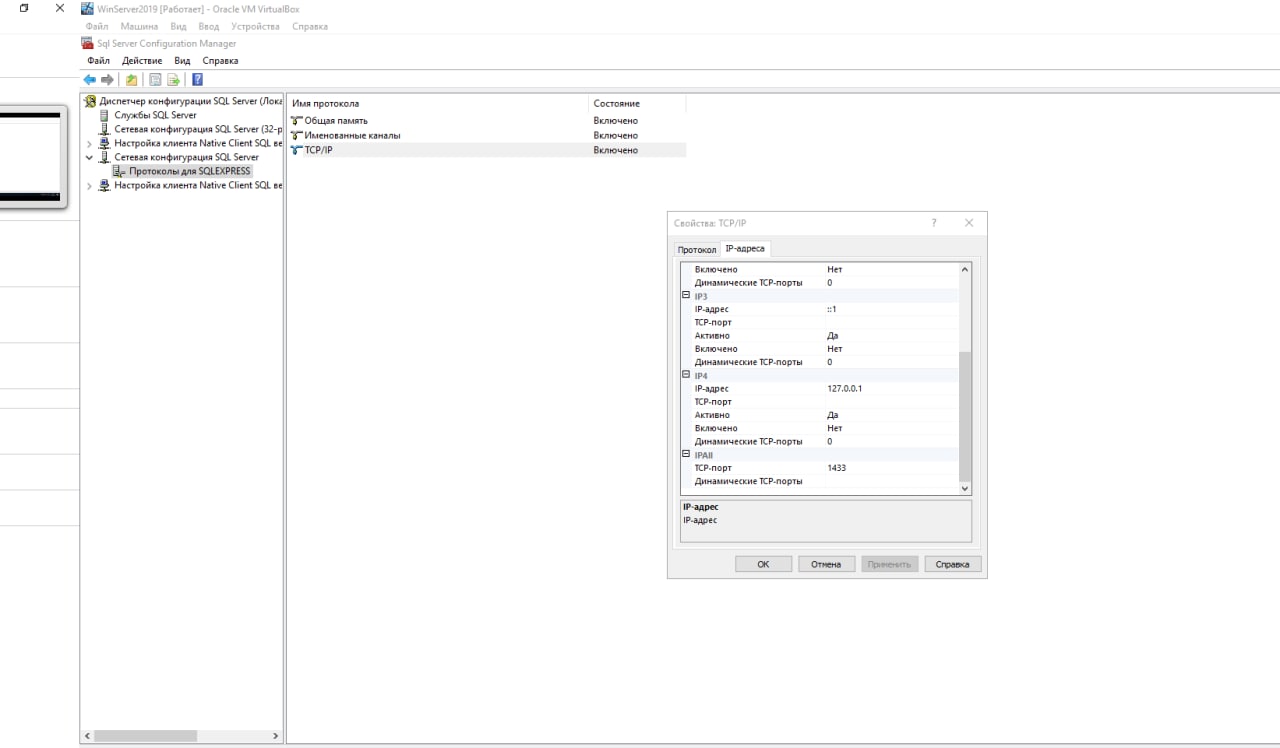 WinServer2019 [Работает] - Oracle VM VirtualBox
Файл Машина Вид Ввод Устройства Справка
Sql Server Configuration Manager
Файл Действие Вид Справка
Диспетчер конфигурации SQL Server (Лока
Службы SQL Server
Сетевая конфигурация SQL Server (32-р
Настройка клиента Native Client SQL ве
Сетевая конфигурация SQL Server
Протоколы для SQLEXPRESS
Настройка клиента Native Client SQL ве
Имя протокола Состояние
Общая память Включено
Именованные каналы Включено
TCP/IP Включено
Свойства: TCP/IP ?
Протокол IP-адреса
Включено Нет
Динамические TCP-порты 0
IP3
IP-адрес ::1
TCP-порт
Активно Да
Включено Нет
Динамические TCP-порты 0
IP4
IP-адрес 127.0.0.1
TCP-порт
Активно Да
Включено Нет
Динамические TCP-порты 0
IPAll
TCP-порт 1433
Динамические TCP-порты
IP-адрес
IP-адрес
ОК Отмена Применить Справка